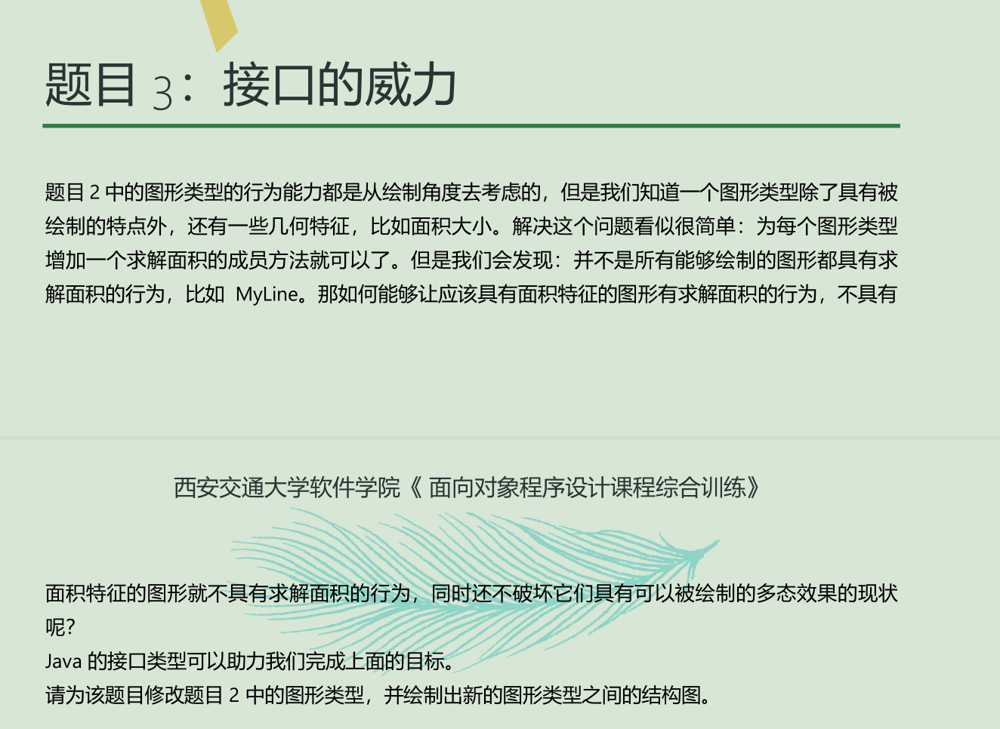 题目 3：接口的威力
题目 2 中的图形类型的行为能力都是从绘制角度去考虑的，但是我们知道一个图形类型除了具有被
绘制的特点外，还有一些几何特征，比如面积大小。解决这个问题看似很简单：为每个图形类型
增加一个求解面积的成员方法就可以了。但是我们会发现：并不是所有能够绘制的图形都具有求
解面积的行为，比如 MyLine。那如何能够让应该具有面积特征的图形有求解面积的行为，不具有
西安交通大学软件学院《 面向对象程序设计课程综合训练》
面积特征的图形就不具有求解面积的行为，同时还不破坏它们具有可以被绘制的多态效果的现状
呢？
Java 的接口类型可以助力我们完成上面的目标。
请为该题目修改题目 2 中的图形类型，并绘制出新的图形类型之间的结构图。